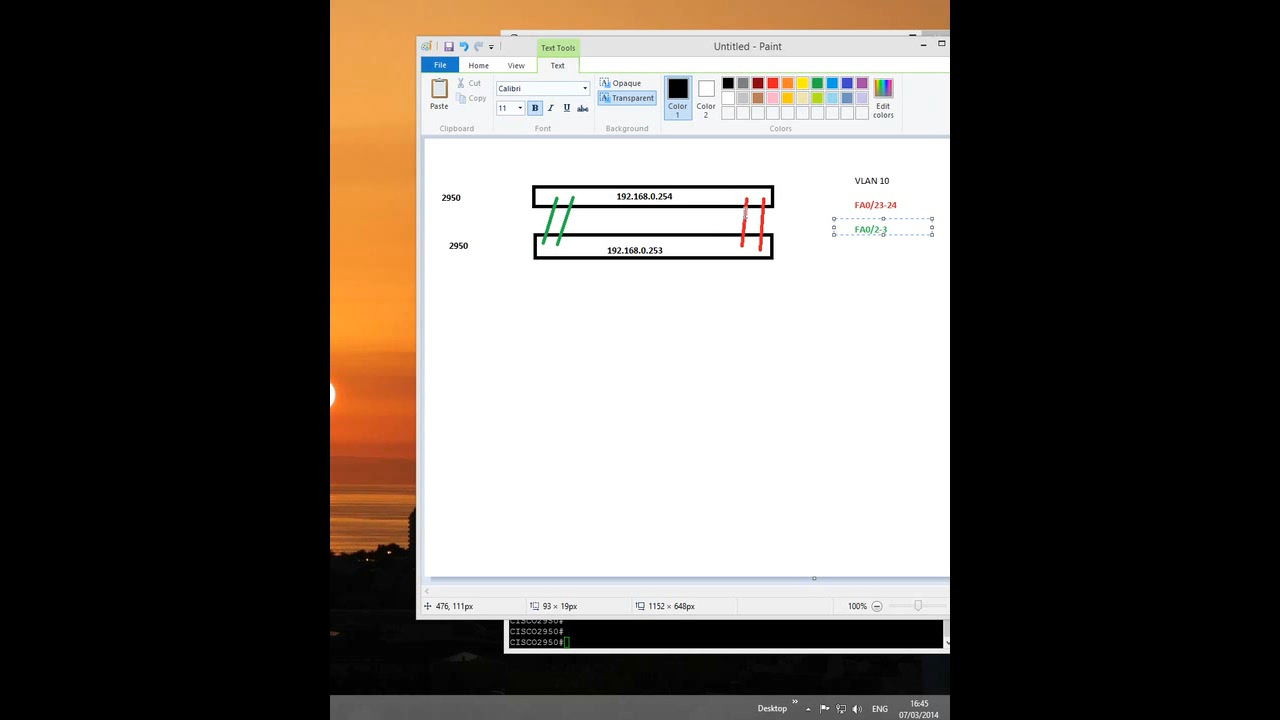 Text Tools
Untitled - Paint
File
Home
View
Text
Paste
Cut
Copy
Clipboard
Calibri
11
B
I
U
abc
Font
Opaque
Transparent
Background
Color 1
Color 2
Edit colors
Colors
2950
192.168.0.254
2950
192.168.0.253
VLAN 10
FA0/23-24
FA0/2-3
476, 111px
93 × 19px
1152 × 648px
100%
CISCO2950#
CISCO2950#
CISCO2950#
Desktop
ENG
16:45
07/03/2014